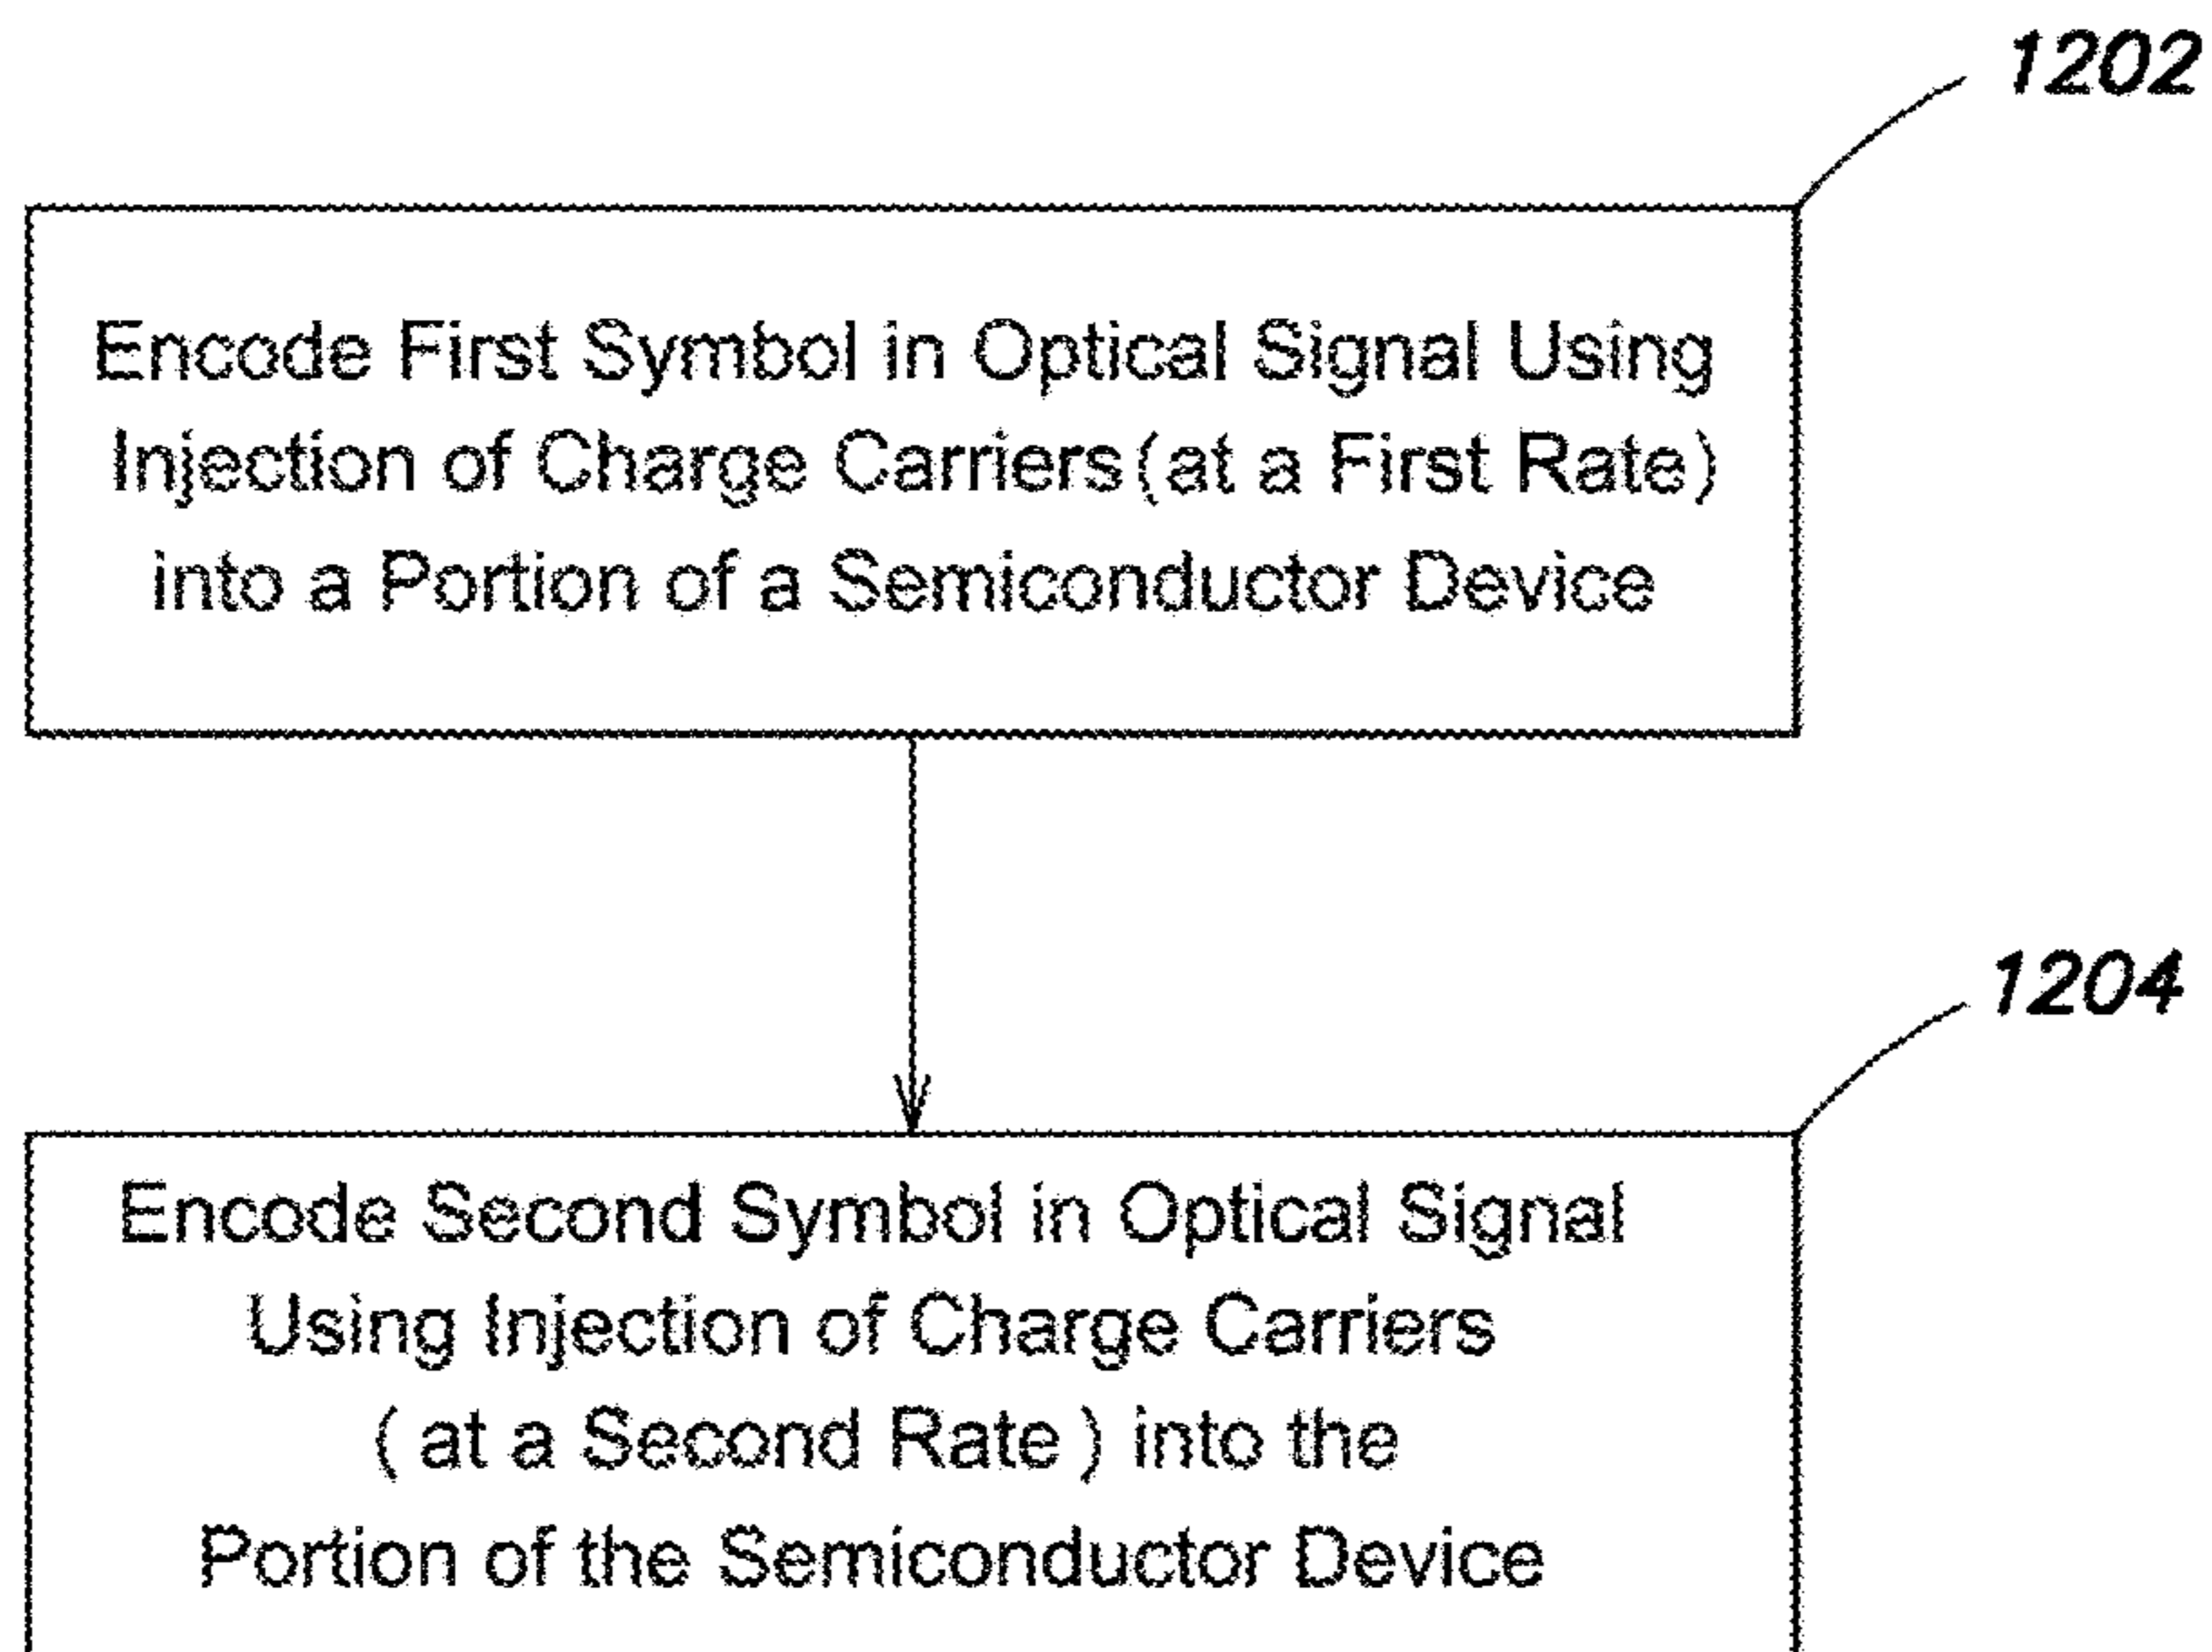 1202
Encode First Symbol in Optical Signal Using
Injection of Charge Carriers (at a First Rate)
into a Portion of a Semiconductor Device
1204
Encode Second Symbol in Optical Signal
Using Injection of Charge Carriers
( at a Second Rate ) into the
Portion of the Semiconductor Device